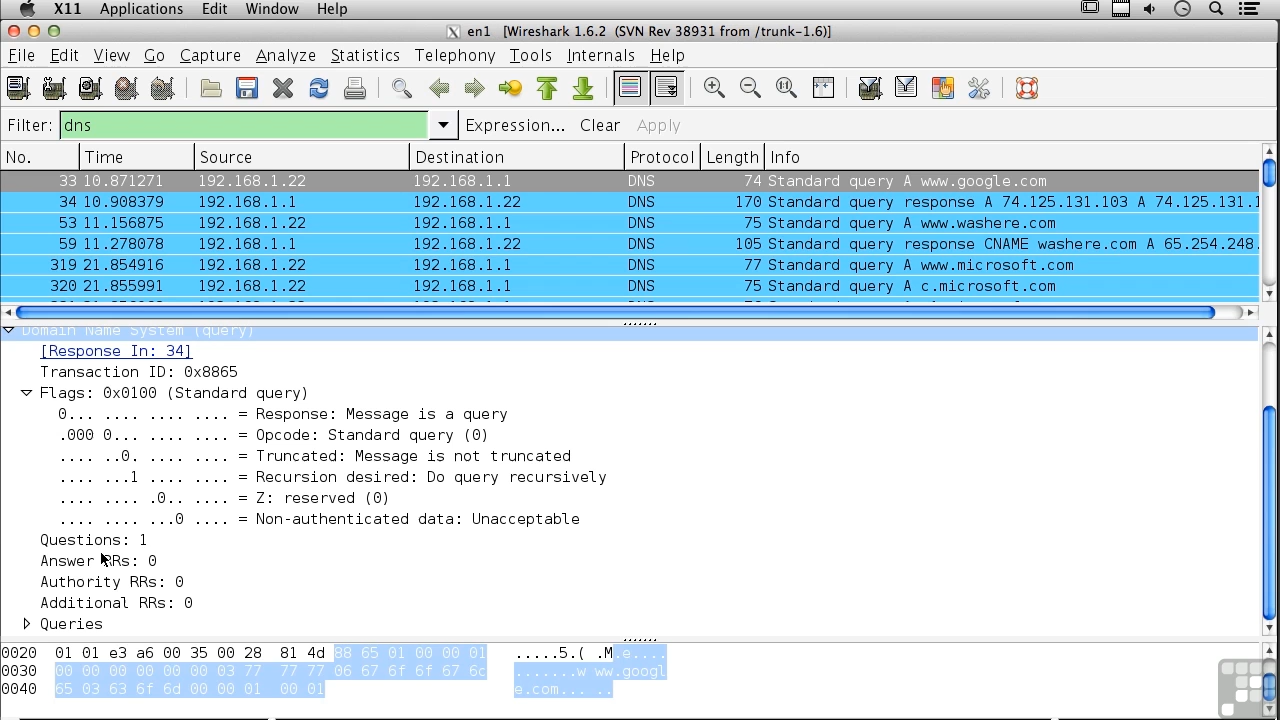 X11 Applications Edit Window Help
en1 [Wireshark 1.6.2 (SVN Rev 38931 from /trunk-1.6)]
File Edit View Go Capture Analyze Statistics Telephony Tools Internals Help
Filter: dns Expression... Clear Apply
No. Time Source Destination Protocol Length Info
33 10.871271 192.168.1.22 192.168.1.1 DNS 74 Standard query A www.google.com
34 10.908379 192.168.1.1 192.168.1.22 DNS 170 Standard query response A 74.125.131.103 A 74.125.131.1
53 11.156875 192.168.1.22 192.168.1.1 DNS 75 Standard query A www.washere.com
59 11.278078 192.168.1.1 192.168.1.22 DNS 105 Standard query response CNAME washere.com A 65.254.248.
319 21.854916 192.168.1.22 192.168.1.1 DNS 77 Standard query A www.microsoft.com
320 21.855991 192.168.1.22 192.168.1.1 DNS 75 Standard query A c.microsoft.com
Domain Name System (query)
[Response In: 34]
Transaction ID: 0x8865
Flags: 0x0100 (Standard query)
0... .... .... .... = Response: Message is a query
.000 0... .... .... = Opcode: Standard query (0)
.... ..0. .... .... = Truncated: Message is not truncated
.... ...1 .... .... = Recursion desired: Do query recursively
.... .... .0.. .... = Z: reserved (0)
.... .... ...0 .... = Non-authenticated data: Unacceptable
Questions: 1
Answer RRs: 0
Authority RRs: 0
Additional RRs: 0
Queries
0020 01 01 e3 a6 00 35 00 28 81 4d 88 65 01 00 00 01 .....5.( .M.e....
0030 00 00 00 00 00 00 03 77 77 77 06 67 6f 6f 67 6c .......w ww.googl
0040 65 03 63 6f 6d 00 00 01 00 01 e.com... ..